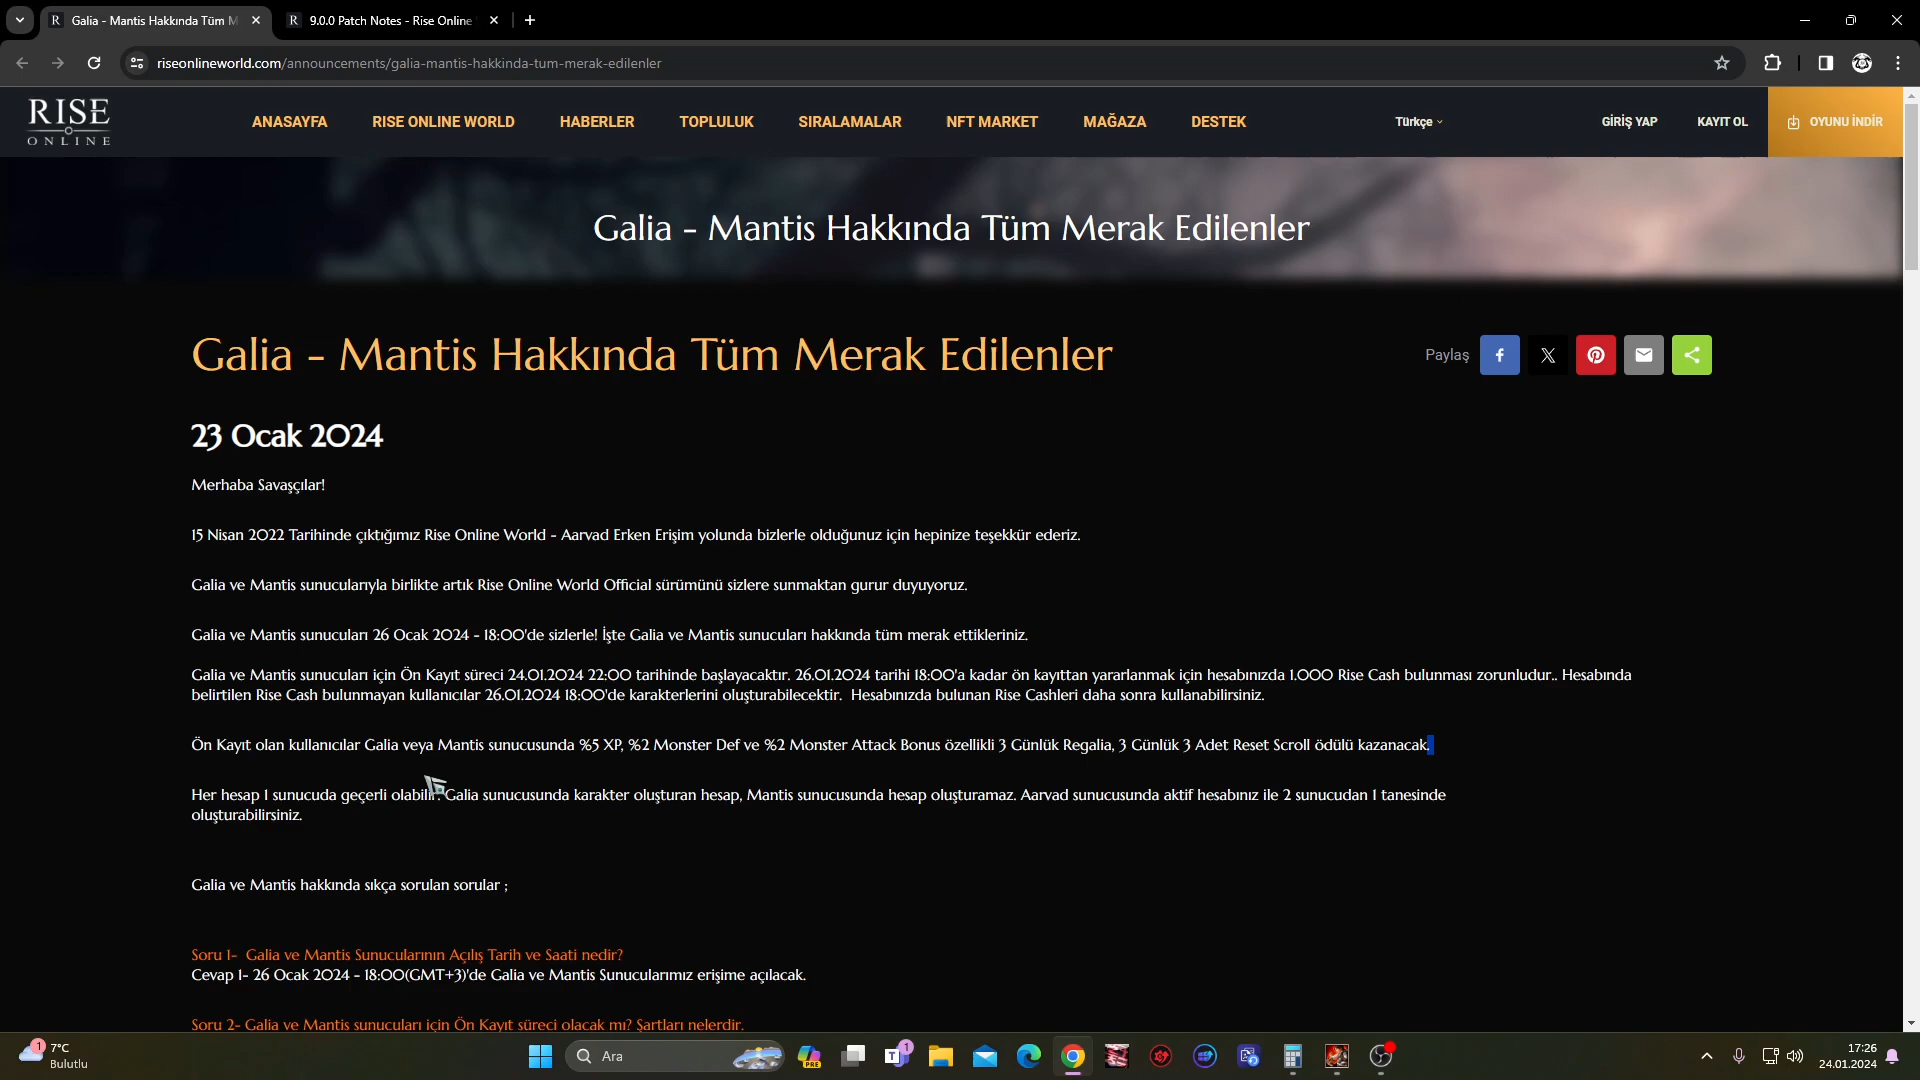 Galia - Mantis Hakkında Tüm M
9.0.0 Patch Notes - Rise Online
riseonlineworld.com/announcements/galia-mantis-hakkinda-tum-merak-edilenler
RISE
ONLINE
ANASAYFA
RISE ONLINE WORLD
HABERLER
TOPLULUK
SIRALAMALAR
NFT MARKET
MAĞAZA
DESTEK
Türkçe
GİRİŞ YAP
KAYIT OL
OYUNU İNDİR
Galia - Mantis Hakkında Tüm Merak Edilenler
Galia - Mantis Hakkında Tüm Merak Edilenler
Paylaş
23 Ocak 2024
Merhaba Savaşçılar!
15 Nisan 2022 Tarihinde çıktığımız Rise Online World - Aarvad Erken Erişim yolunda bizlerle olduğunuz için hepinize teşekkür ederiz.
Galia ve Mantis sunucularıyla birlikte artık Rise Online World Official sürümünü sizlere sunmaktan gurur duyuyoruz.
Galia ve Mantis sunucuları 26 Ocak 2024 - 18:00'de sizlerle! İşte Galia ve Mantis sunucuları hakkında tüm merak ettikleriniz.
Galia ve Mantis sunucuları için Ön Kayıt süreci 24.01.2024 22:00 tarihinde başlayacaktır. 26.01.2024 tarihi 18:00'a kadar ön kayıttan yararlanmak için hesabınızda 1.000 Rise Cash bulunması zorunludur.. Hesabında
belirtilen Rise Cash bulunmayan kullanıcılar 26.01.2024 18:00'de karakterlerini oluşturabilecektir. Hesabınızda bulunan Rise Cashleri daha sonra kullanabilirsiniz.
Ön Kayıt olan kullanıcılar Galia veya Mantis sunucusunda %5 XP, %2 Monster Def ve %2 Monster Attack Bonus özellikli 3 Günlük Regalia, 3 Günlük 3 Adet Reset Scroll ödülü kazanacak.
Her hesap 1 sunucuda geçerli olabilir. Galia sunucusunda karakter oluşturan hesap, Mantis sunucusunda hesap oluşturamaz. Aarvad sunucusunda aktif hesabınız ile 2 sunucudan 1 tanesinde
oluşturabilirsiniz.
Galia ve Mantis hakkında sıkça sorulan sorular ;
Soru 1- Galia ve Mantis Sunucularının Açılış Tarih ve Saati nedir?
Cevap 1- 26 Ocak 2024 - 18:00(GMT+3)'de Galia ve Mantis Sunucularımız erişime açılacak.
Soru 2- Galia ve Mantis sunucuları için Ön Kayıt süreci olacak mı? Şartları nelerdir.
1
7°C
Bulutlu
Ara
PRE
1
17:26
24.01.2024